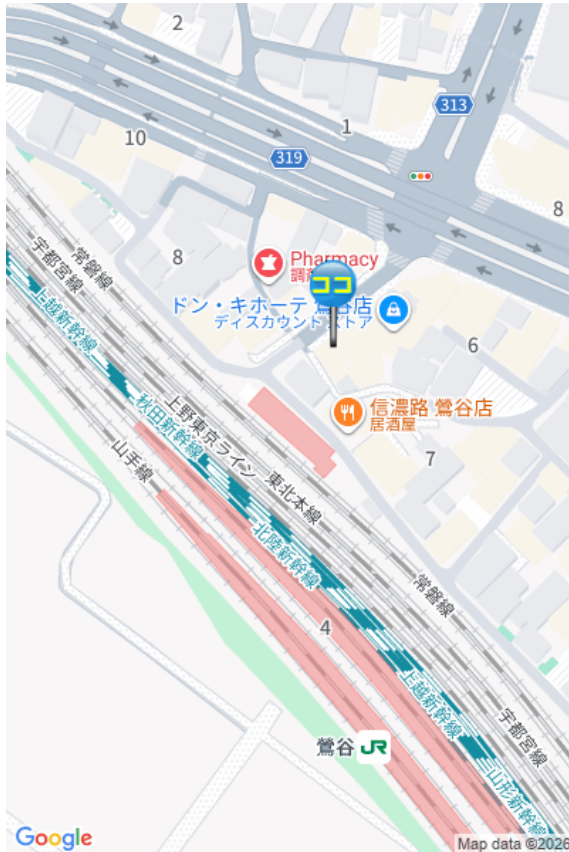 2
313
1
10
319
8
8
Pharmacy
調剤
ココ
ドン・キホーテ 鶯谷店
ディスカウント ストア
6
常磐線
宇都宮線
上越新幹線
信濃路 鶯谷店
居酒屋
7
秋田新幹線
上野東京ライン
東北本線
山手線
北陸新幹線
常磐線
4
上越新幹線
宇都宮線
山形新幹線
鶯谷 JR
Google
Map data ©2026